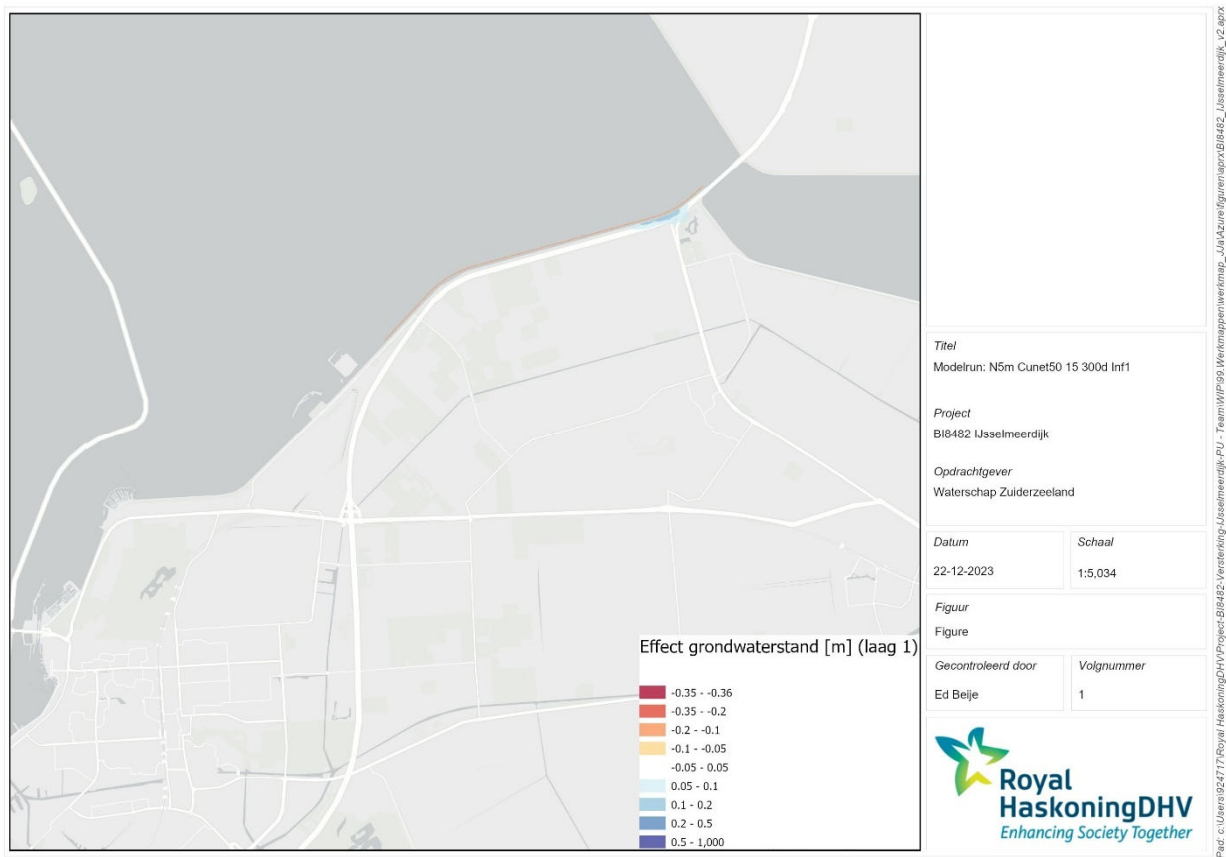 Effect grondwaterstand [m] (laag 1)
-0.35 - -0.36
-0.35 - -0.2
-0.2 - -0.1
-0.1 - -0.05
-0.05 - 0.05
0.05 - 0.1
0.1 - 0.2
0.2 - 0.5
0.5 - 1,000
Titel
Modelrun: N5m Cunet50 15 300d Inf1
Project
BI8482 IJsselmeerdijk
Opdrachtgever
Waterschap Zuiderzeeland
Datum
22-12-2023
Schaal
1:5,034
Figuur
Figure
Gecontroleerd door
Ed Beije
Volgnummer
1
Royal
HaskoningDHV
Enhancing Society Together
Pad: c:\Users\924717\Royal HaskoningDHV\Project-BI8482-Versterking-IJsselmeerdijk-PU - Team\WIP\99.Werkmappen\werkmap_JJa\Azure\figuren\aprx\BI8482_IJsselmeerdijk_v2.aprx